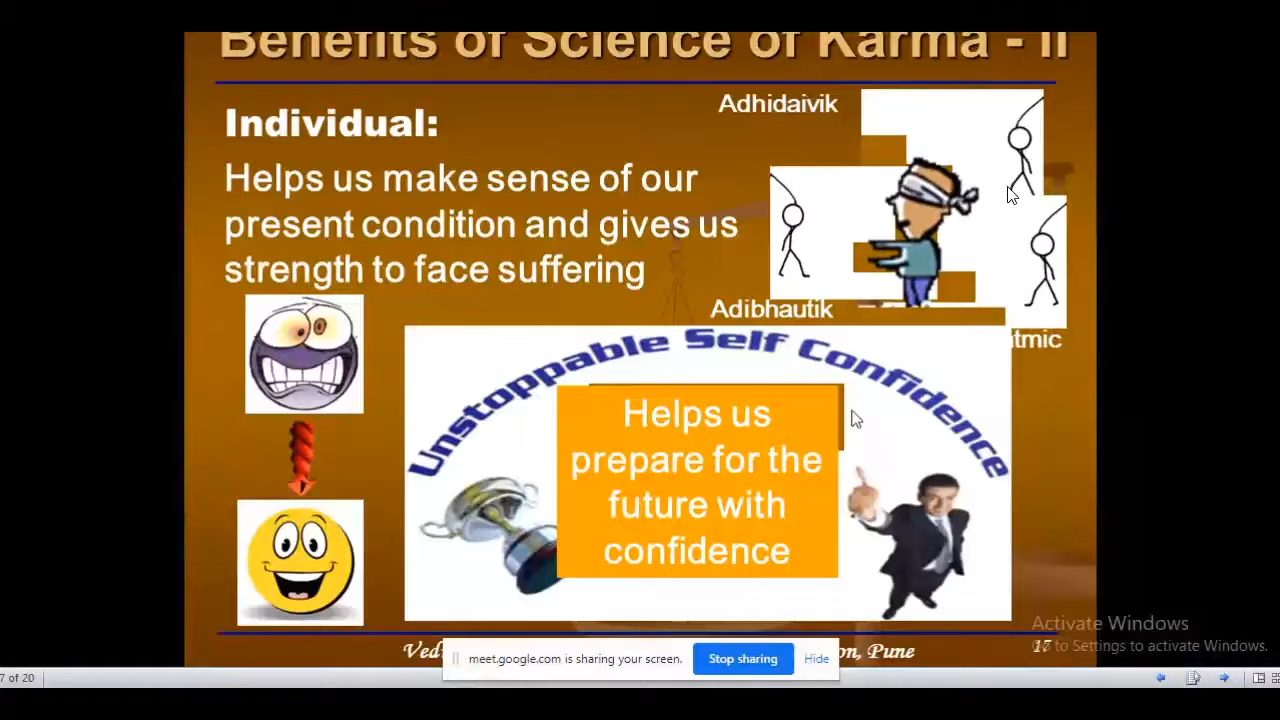 Benefits of Science of Karma - II
Adhidaivik
Individual:
Helps us make sense of our
present condition and gives us
strength to face suffering
Adibhautik
tmic
Unstoppable Self Confidence
Helps us
prepare for the
future with
confidence
Activate Windows
Go to Settings to activate Windows.
Ved
on, Pune
17
meet.google.com is sharing your screen.
Stop sharing
Hide
7 of 20